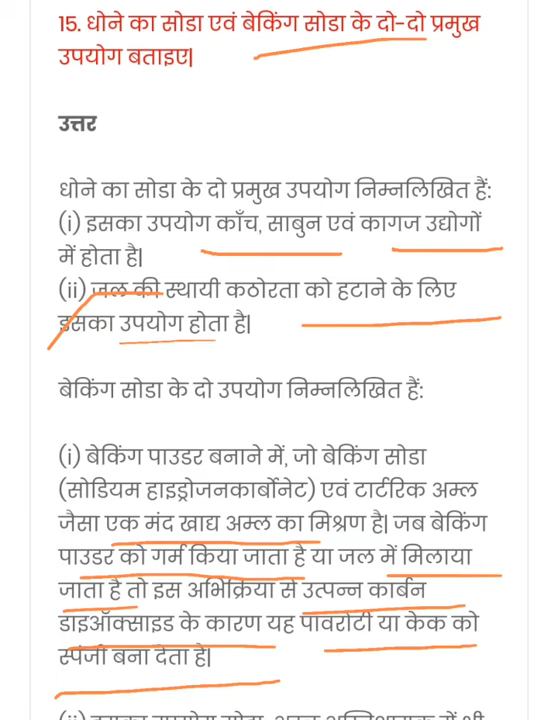 15. धोने का सोडा एवं बेकिंग सोडा के दो-दो प्रमुख
उपयोग बताइए|
उत्तर
धोने का सोडा के दो प्रमुख उपयोग निम्नलिखित हैं:
(i) इसका उपयोग काँच, साबुन एवं कागज उद्योगों
में होता है|
(ii) जल की स्थायी कठोरता को हटाने के लिए
इसका उपयोग होता है|
बेकिंग सोडा के दो उपयोग निम्नलिखित हैं:
(i) बेकिंग पाउडर बनाने में, जो बेकिंग सोडा
(सोडियम हाइड्रोजनकार्बोनेट) एवं टार्टरिक अम्ल
जैसा एक मंद खाद्य अम्ल का मिश्रण है| जब बेकिंग
पाउडर को गर्म किया जाता है या जल में मिलाया
जाता है तो इस अभिक्रिया से उत्पन्न कार्बन
डाइऑक्साइड के कारण यह पावरोटी या केक को
स्पंजी बना देता है|